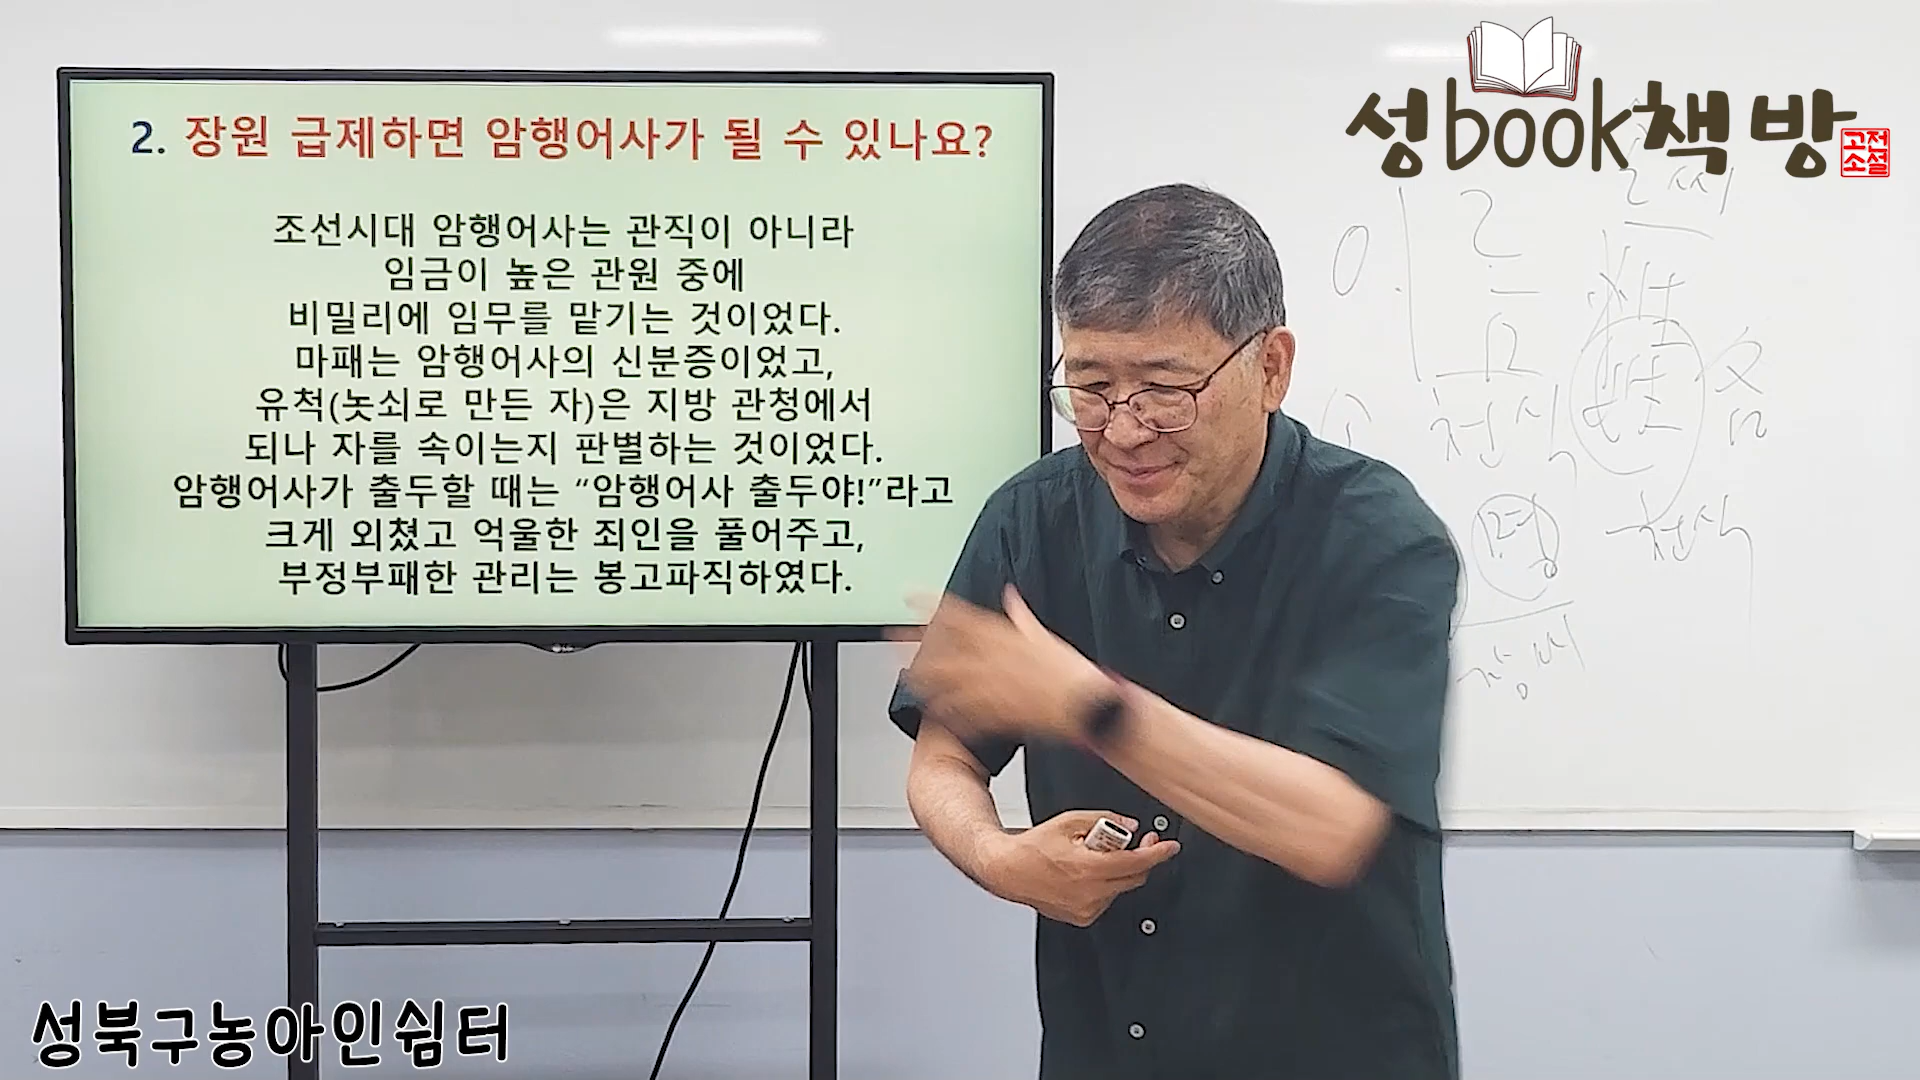 2. 장원 급제하면 암행어사가 될 수 있나요?
조선시대 암행어사는 관직이 아니라
임금이 높은 관원 중에
비밀리에 임무를 맡기는 것이었다.
마패는 암행어사의 신분증이었고,
유척(놋쇠로 만든 자)은 지방 관청에서
되나 자를 속이는지 판별하는 것이었다.
암행어사가 출두할 때는 “암행어사 출두야!”라고
크게 외쳤고 억울한 죄인을 풀어주고,
부정부패한 관리는 봉고파직하였다.
성book책방
고전
소설
이름
천식
명
천식
성북구농아인쉼터